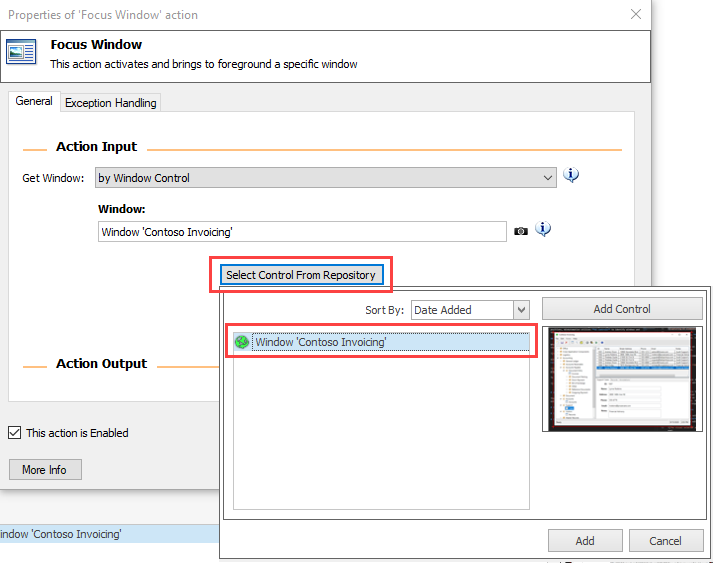 Properties of 'Focus Window' action
Focus Window
This action activates and brings to foreground a specific window
General
Exception Handling
Action Input
Get Window:
by Window Control
Window:
Window 'Contoso Invoicing'
Select Control From Repository
Sort By:
Date Added
Add Control
Window 'Contoso Invoicing'
Action Output
This action is Enabled
More Info
indow 'Contoso Invoicing'
Add
Cancel